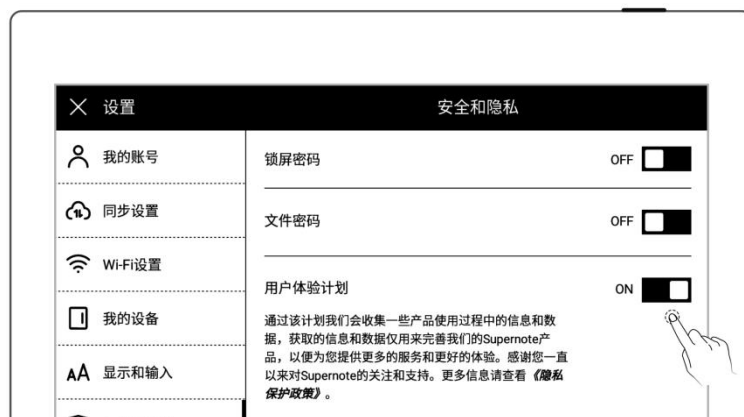 设置
安全和隐私
我的账号
同步设置
Wi-Fi设置
我的设备
显示和输入
锁屏密码
OFF
文件密码
OFF
用户体验计划
ON
通过该计划我们会收集一些产品使用过程中的信息和数
据，获取的信息和数据仅用来完善我们的Supernote产
品，以便为您提供更多的服务和更好的体验。感谢您一直
以来对Supernote的关注和支持。更多信息请查看《隐私
保护政策》。